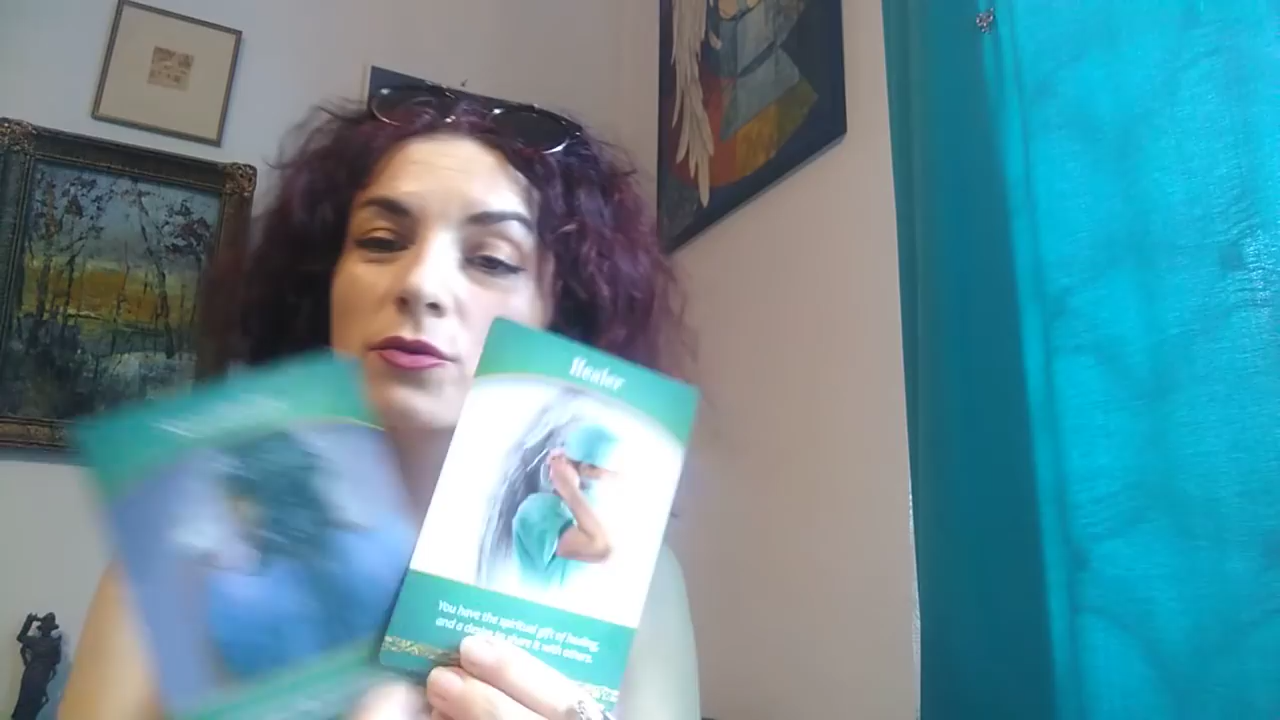 Healer
You have the spiritual gift of healing,
and a desire to share it with others.